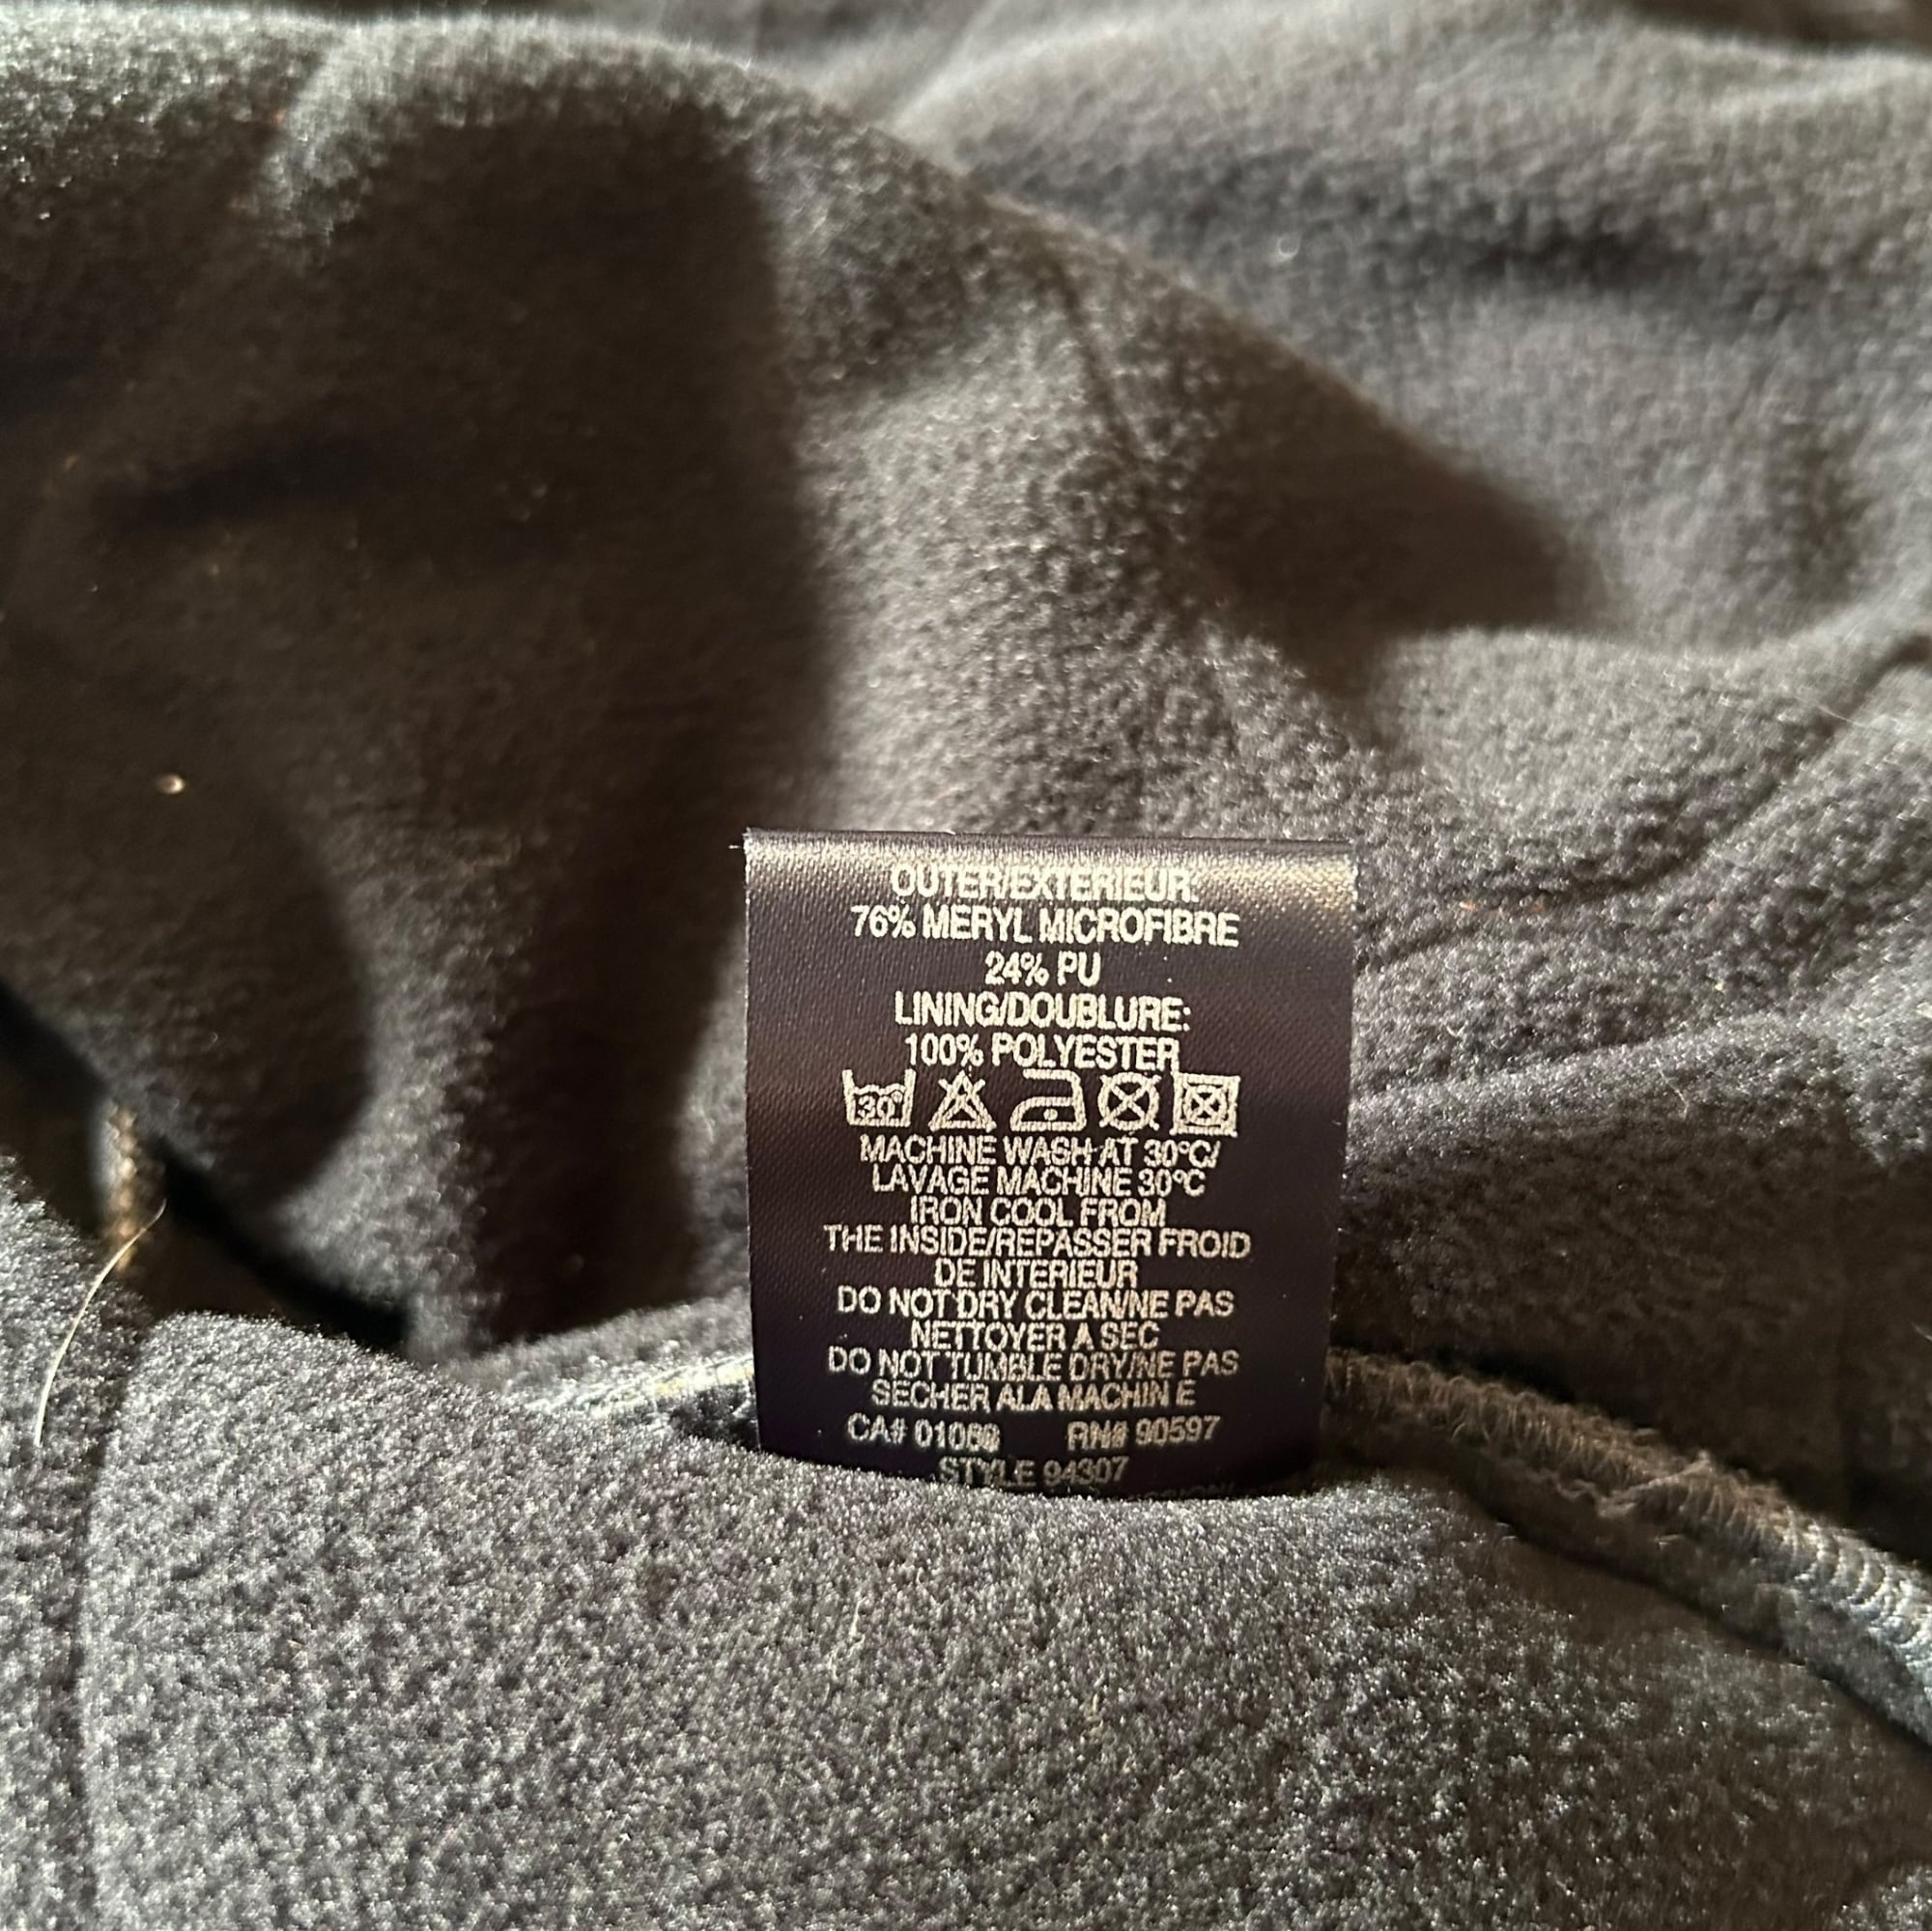 OUTER/EXTERIEUR:
76% MERYL MICROFIBRE
24% PU
LINING/DOUBLURE:
100% POLYESTER
30°
MACHINE WASH AT 30°C/
LAVAGE MACHINE 30°C
IRON COOL FROM
THE INSIDE/REPASSER FROID
DE INTERIEUR
DO NOT DRY CLEAN/NE PAS
NETTOYER A SEC
DO NOT TUMBLE DRY/NE PAS
SECHER ALA MACHIN E
CA# RN# 90597
STYLE 94307